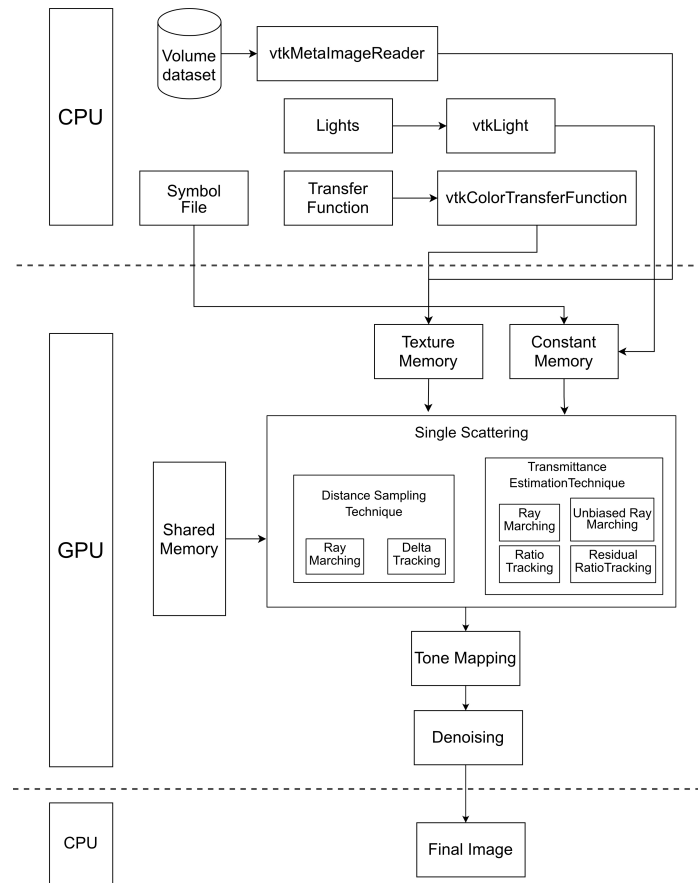 CPU
Volume
dataset
vtkMetaImageReader
Lights
vtkLight
Symbol
File
Transfer
Function
vtkColorTransferFunction
GPU
Texture
Memory
Constant
Memory
Single Scattering
Shared
Memory
Distance Sampling
Technique
Ray
Marching
Delta
Tracking
Transmittance
EstimationTechnique
Ray
Marching
Unbiased Ray
Marching
Ratio
Tracking
Residual
RatioTracking
Tone Mapping
Denoising
CPU
Final Image